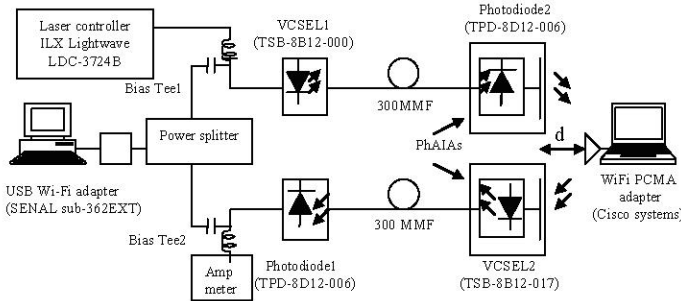 Laser controller
ILX Lightwave
LDC-3724B
VCSEL1
(TSB-8B12-000)
Photodiode2
(TPD-8D12-006)
Bias Tee1
300MMF
Power splitter
PhAIAs
d
USB Wi-Fi adapter
(SENAL sub-362EXT)
WiFi PCMA
adapter
(Cisco systems)
Bias Tee2
300 MMF
Amp
meter
Photodiode1
(TPD-8D12-006)
VCSEL2
(TSB-8B12-017)